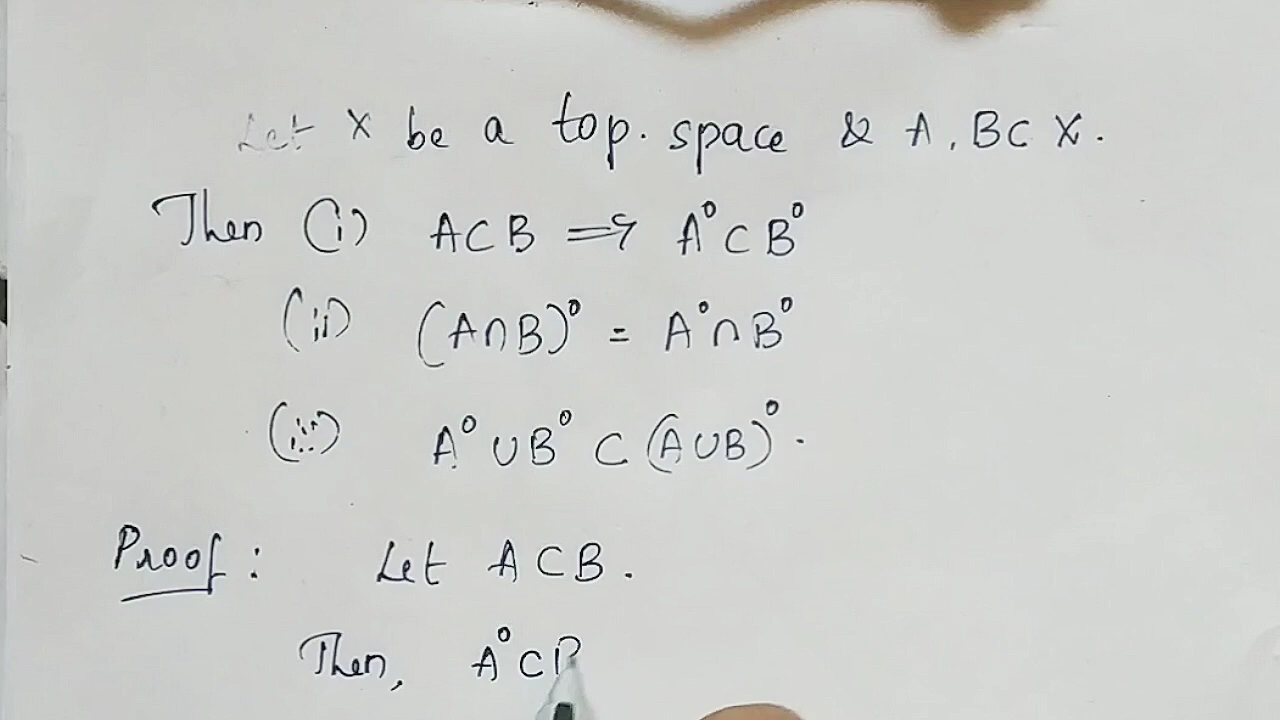 Let X be a top. space & A, B ⊂ X.
Then (i) A ⊂ B ⇒ A° ⊂ B°
(ii) (A∩B)° = A°∩B°
(iii) A° ∪ B° ⊂ (A∪B)°.
Proof: Let A ⊂ B.
Then, A° ⊂